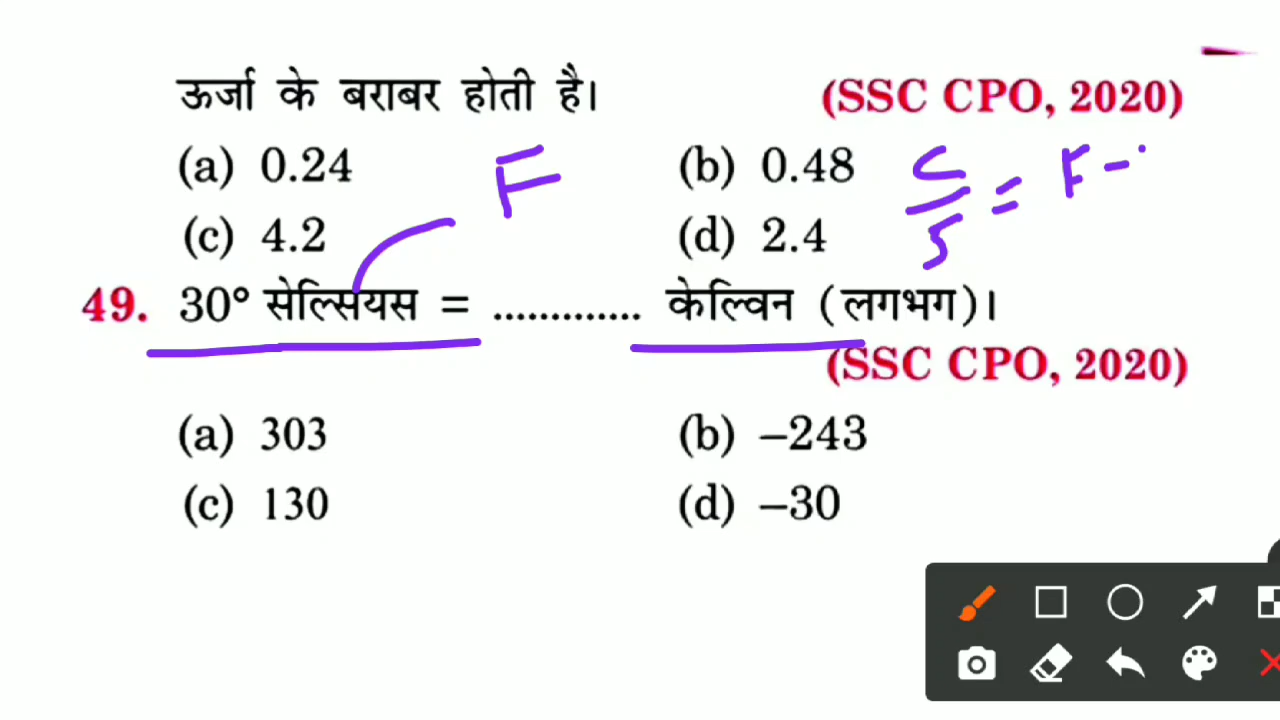 ऊर्जा के बराबर होती है। (SSC CPO, 2020)
(a) 0.24 (b) 0.48
F
C/5 = F-
(c) 4.2 (d) 2.4
49. 30° सेल्सियस = ............. केल्विन (लगभग)।
(SSC CPO, 2020)
(a) 303 (b) –243
(c) 130 (d) –30